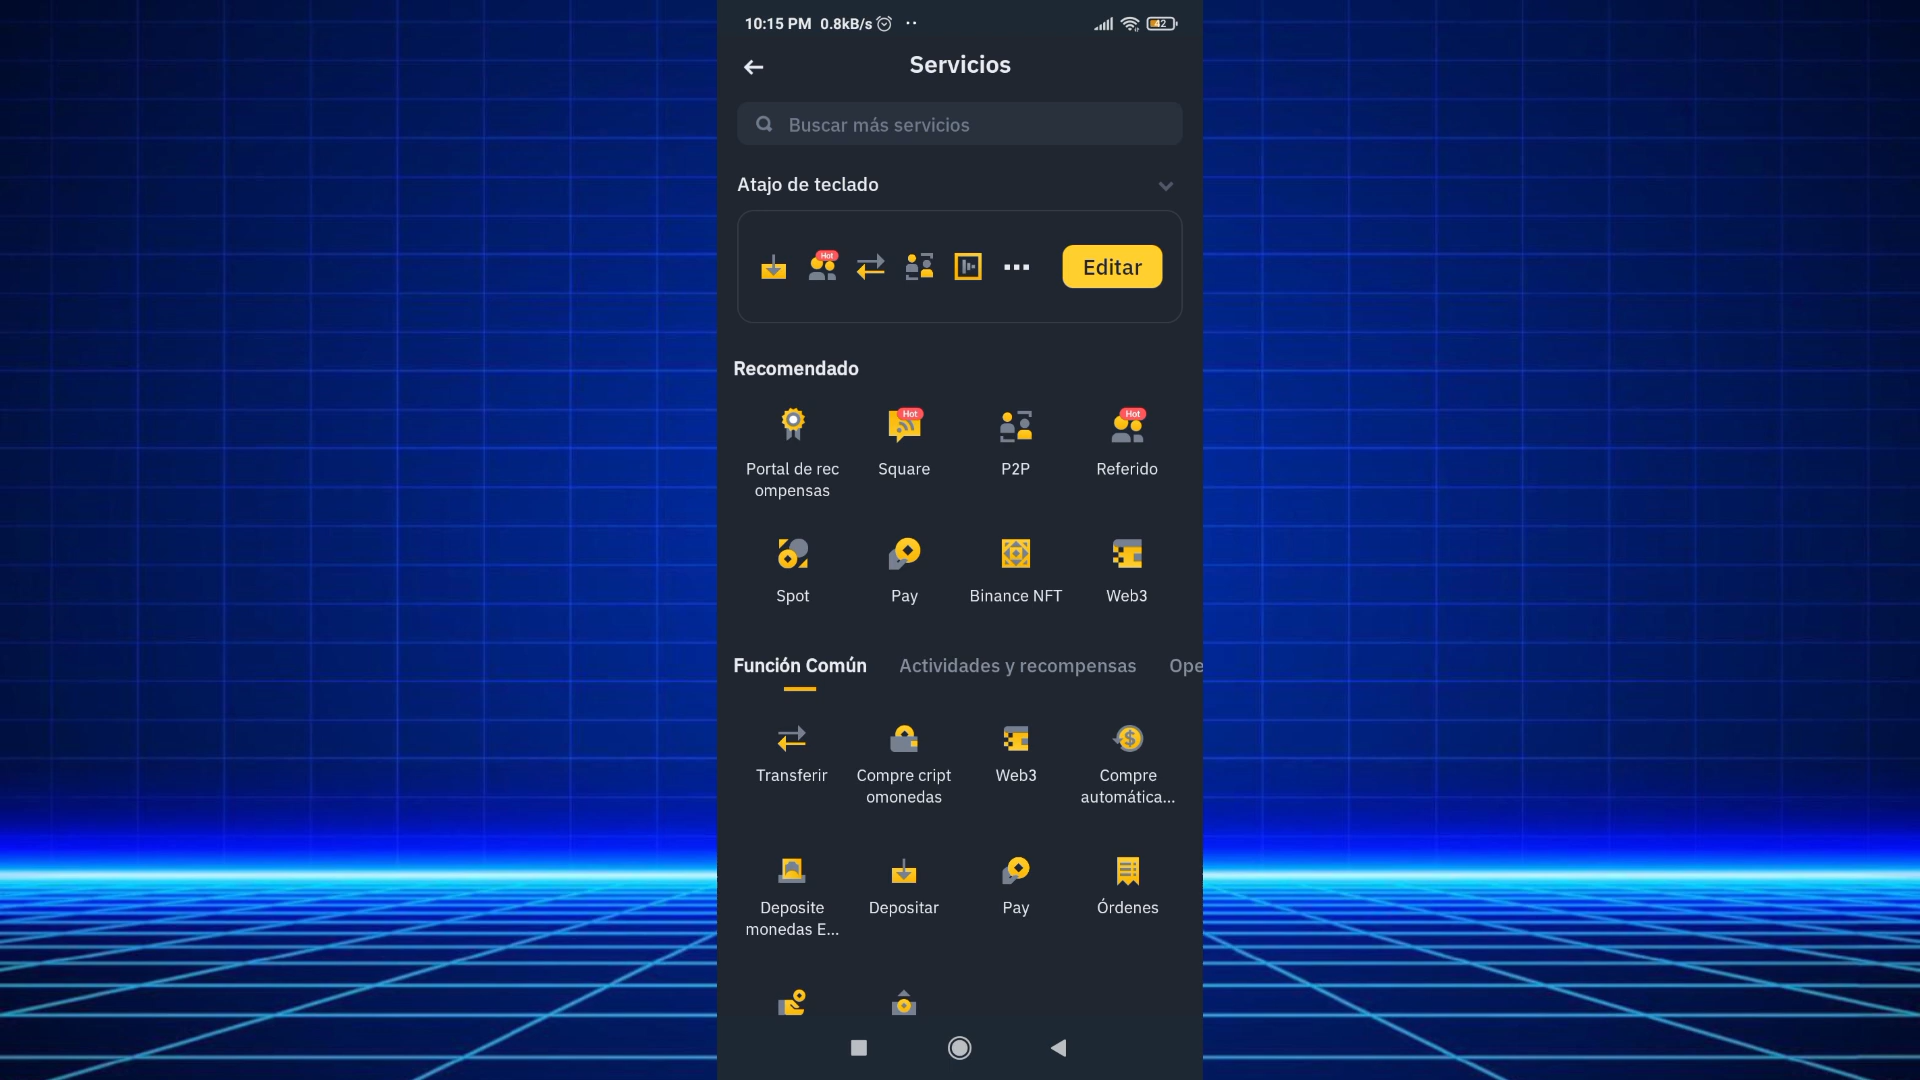 10:15 PM 0.8kB/s 42
Servicios
Buscar más servicios
Atajo de teclado
Hot
Editar
Recomendado
Hot Hot
Portal de rec Square P2P Referido
ompensas
Spot Pay Binance NFT Web3
Función Común Actividades y recompensas Ope
Transferir Compre cript Web3 Compre
omonedas automática...
Deposite Depositar Pay Órdenes
monedas E...